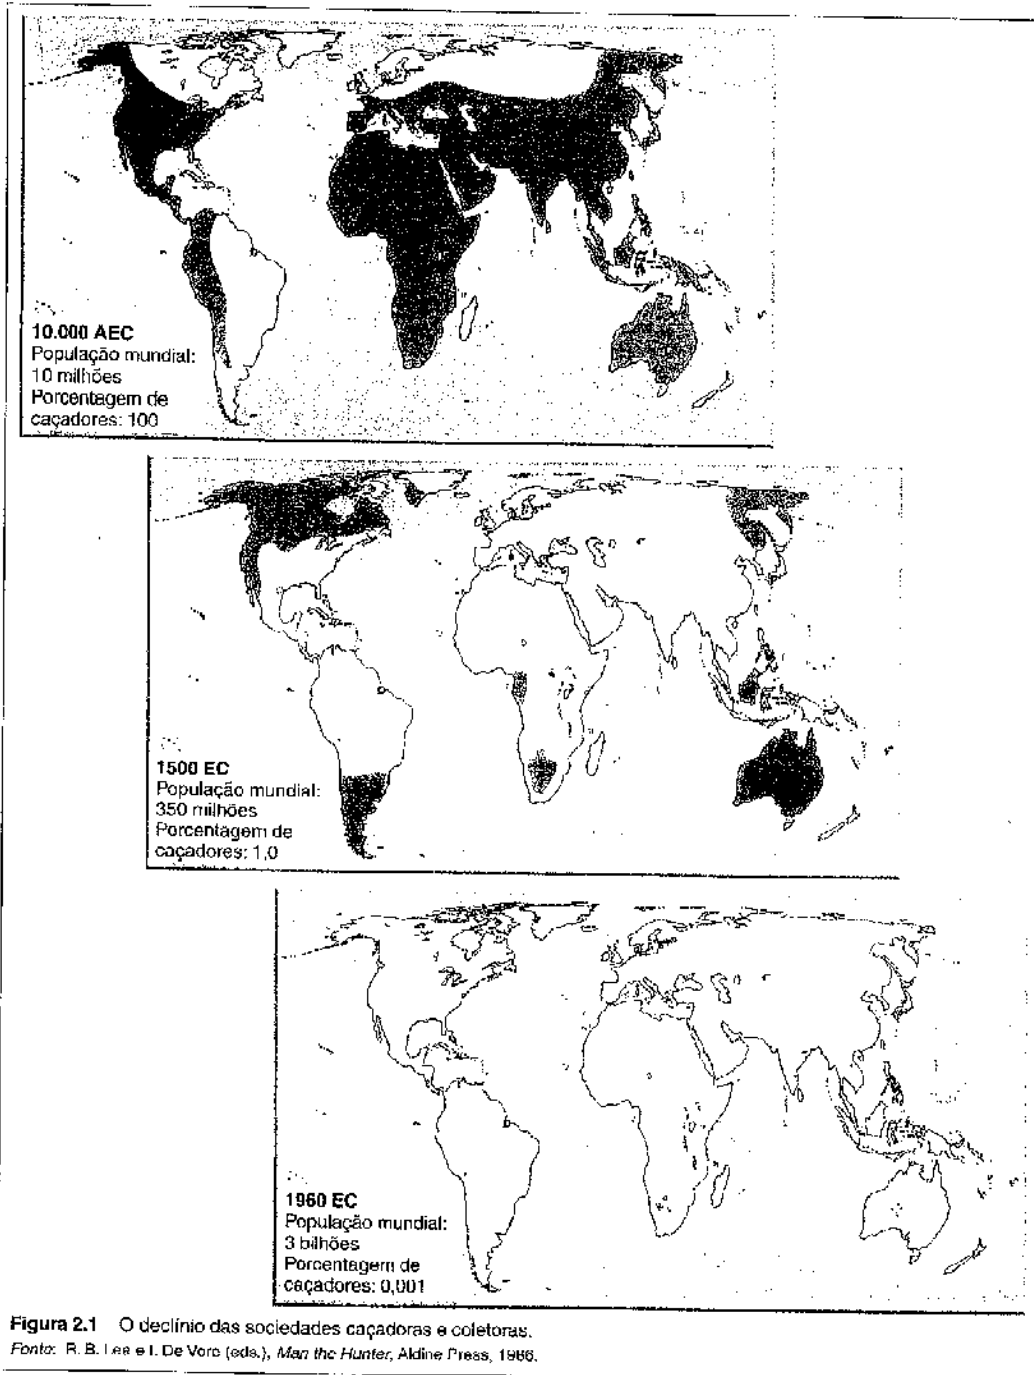 10.000 AEC
População mundial:
10 milhões
Porcentagem de
caçadores: 100
1500 EC
População mundial:
350 milhões
Porcentagem de
caçadores: 1,0
1960 EC
População mundial:
3 bilhões
Porcentagem de
caçadores: 0,001
Figura 2.1 O declínio das sociedades caçadoras e coletoras.
Fonte: R. B. Lee e I. De Vore (eds.), Man the Hunter, Aldine Press, 1986.